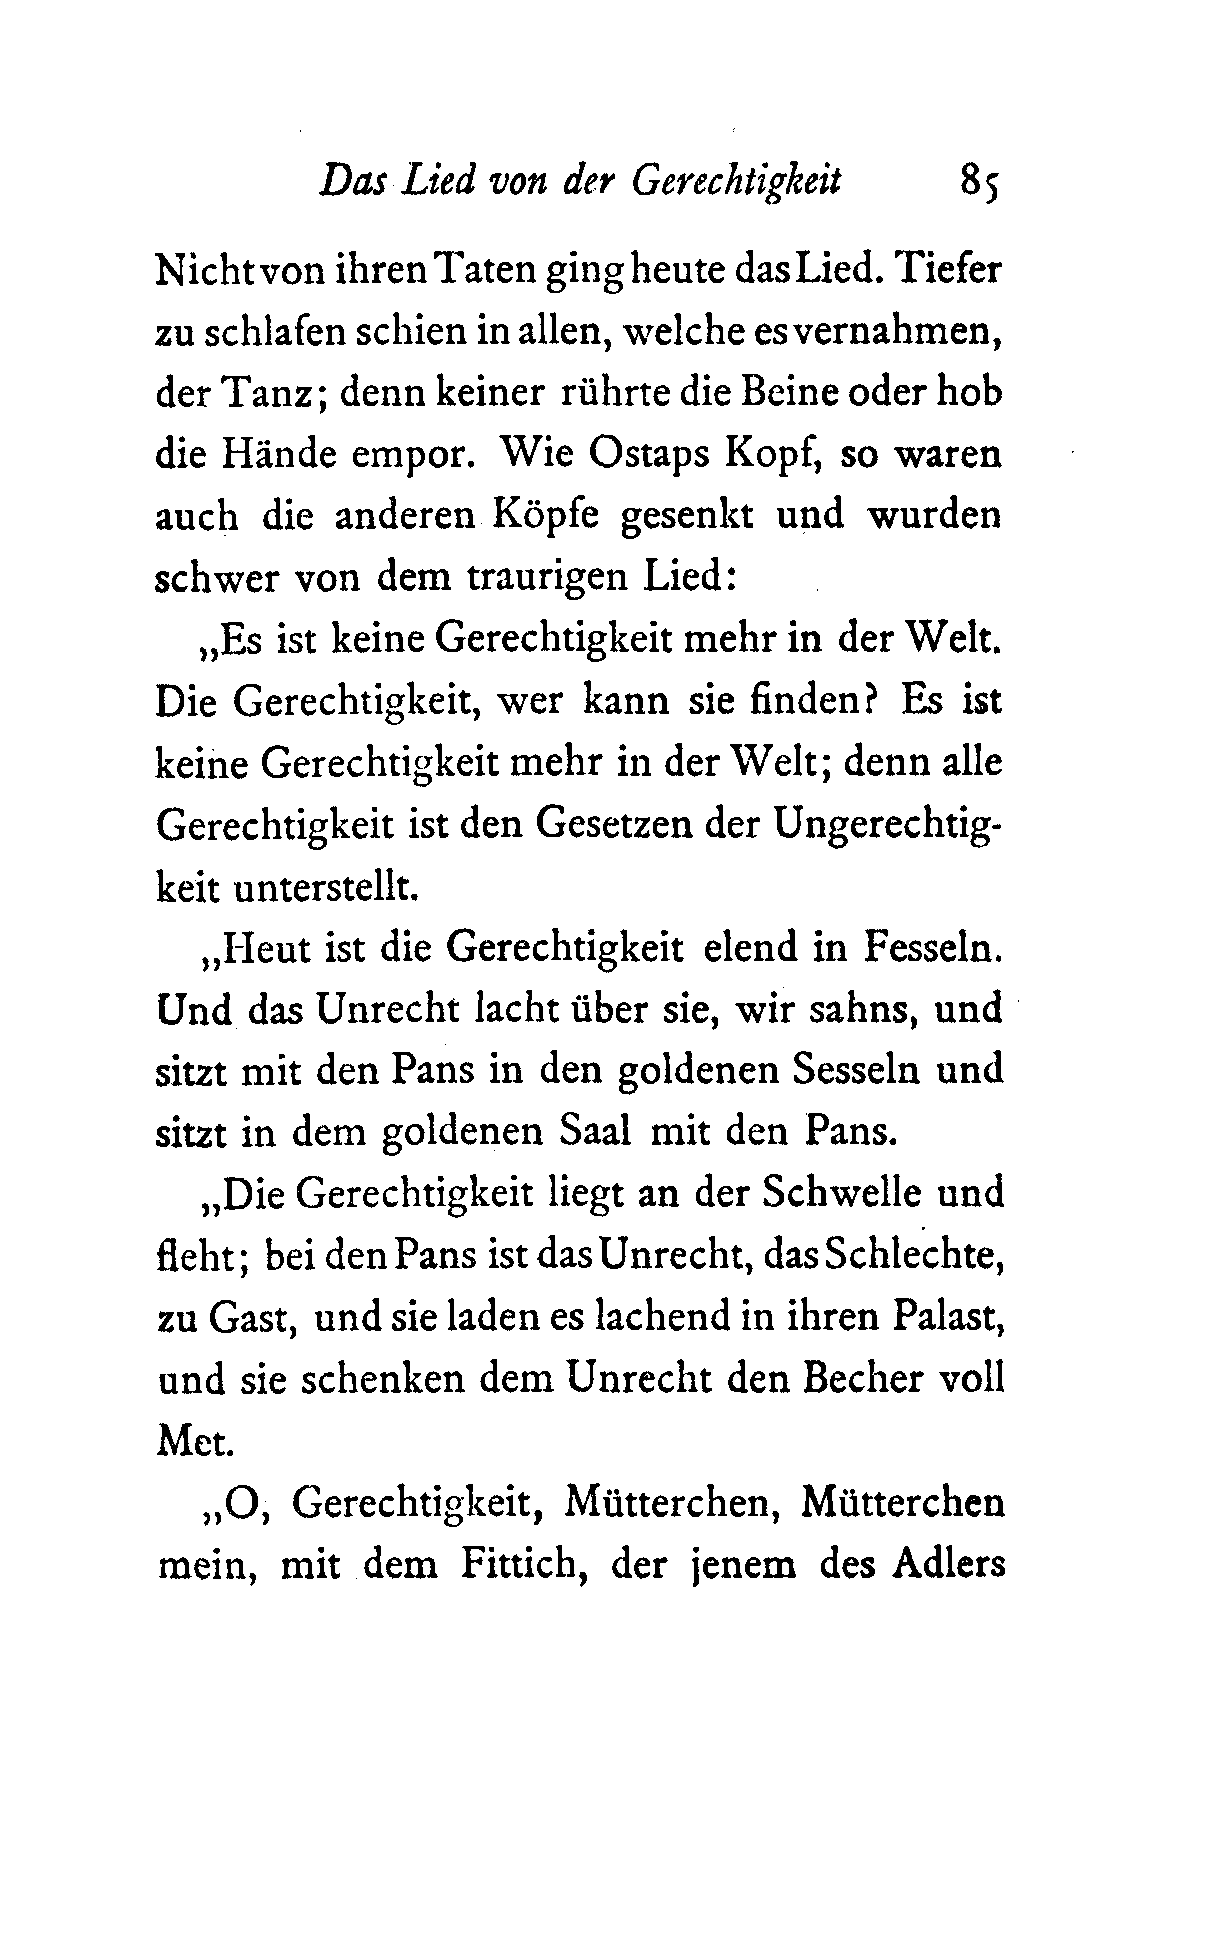 Das Lied von der Gerechtigkeit 85
Nicht von ihren Taten ging heute das Lied. Tiefer
zu schlafen schien in allen, welche es vernahmen,
der Tanz; denn keiner rührte die Beine oder hob
die Hände empor. Wie Ostaps Kopf, so waren
auch die anderen Köpfe gesenkt und wurden
schwer von dem traurigen Lied:
„Es ist keine Gerechtigkeit mehr in der Welt.
Die Gerechtigkeit, wer kann sie finden? Es ist
keine Gerechtigkeit mehr in der Welt; denn alle
Gerechtigkeit ist den Gesetzen der Ungerechtig-
keit unterstellt.
„Heut ist die Gerechtigkeit elend in Fesseln.
Und das Unrecht lacht über sie, wir sahns, und
sitzt mit den Pans in den goldenen Sesseln und
sitzt in dem goldenen Saal mit den Pans.
„Die Gerechtigkeit liegt an der Schwelle und
fleht; bei den Pans ist das Unrecht, das Schlechte,
zu Gast, und sie laden es lachend in ihren Palast,
und sie schenken dem Unrecht den Becher voll
Met.
„O, Gerechtigkeit, Mütterchen, Mütterchen
mein, mit dem Fittich, der jenem des Adlers